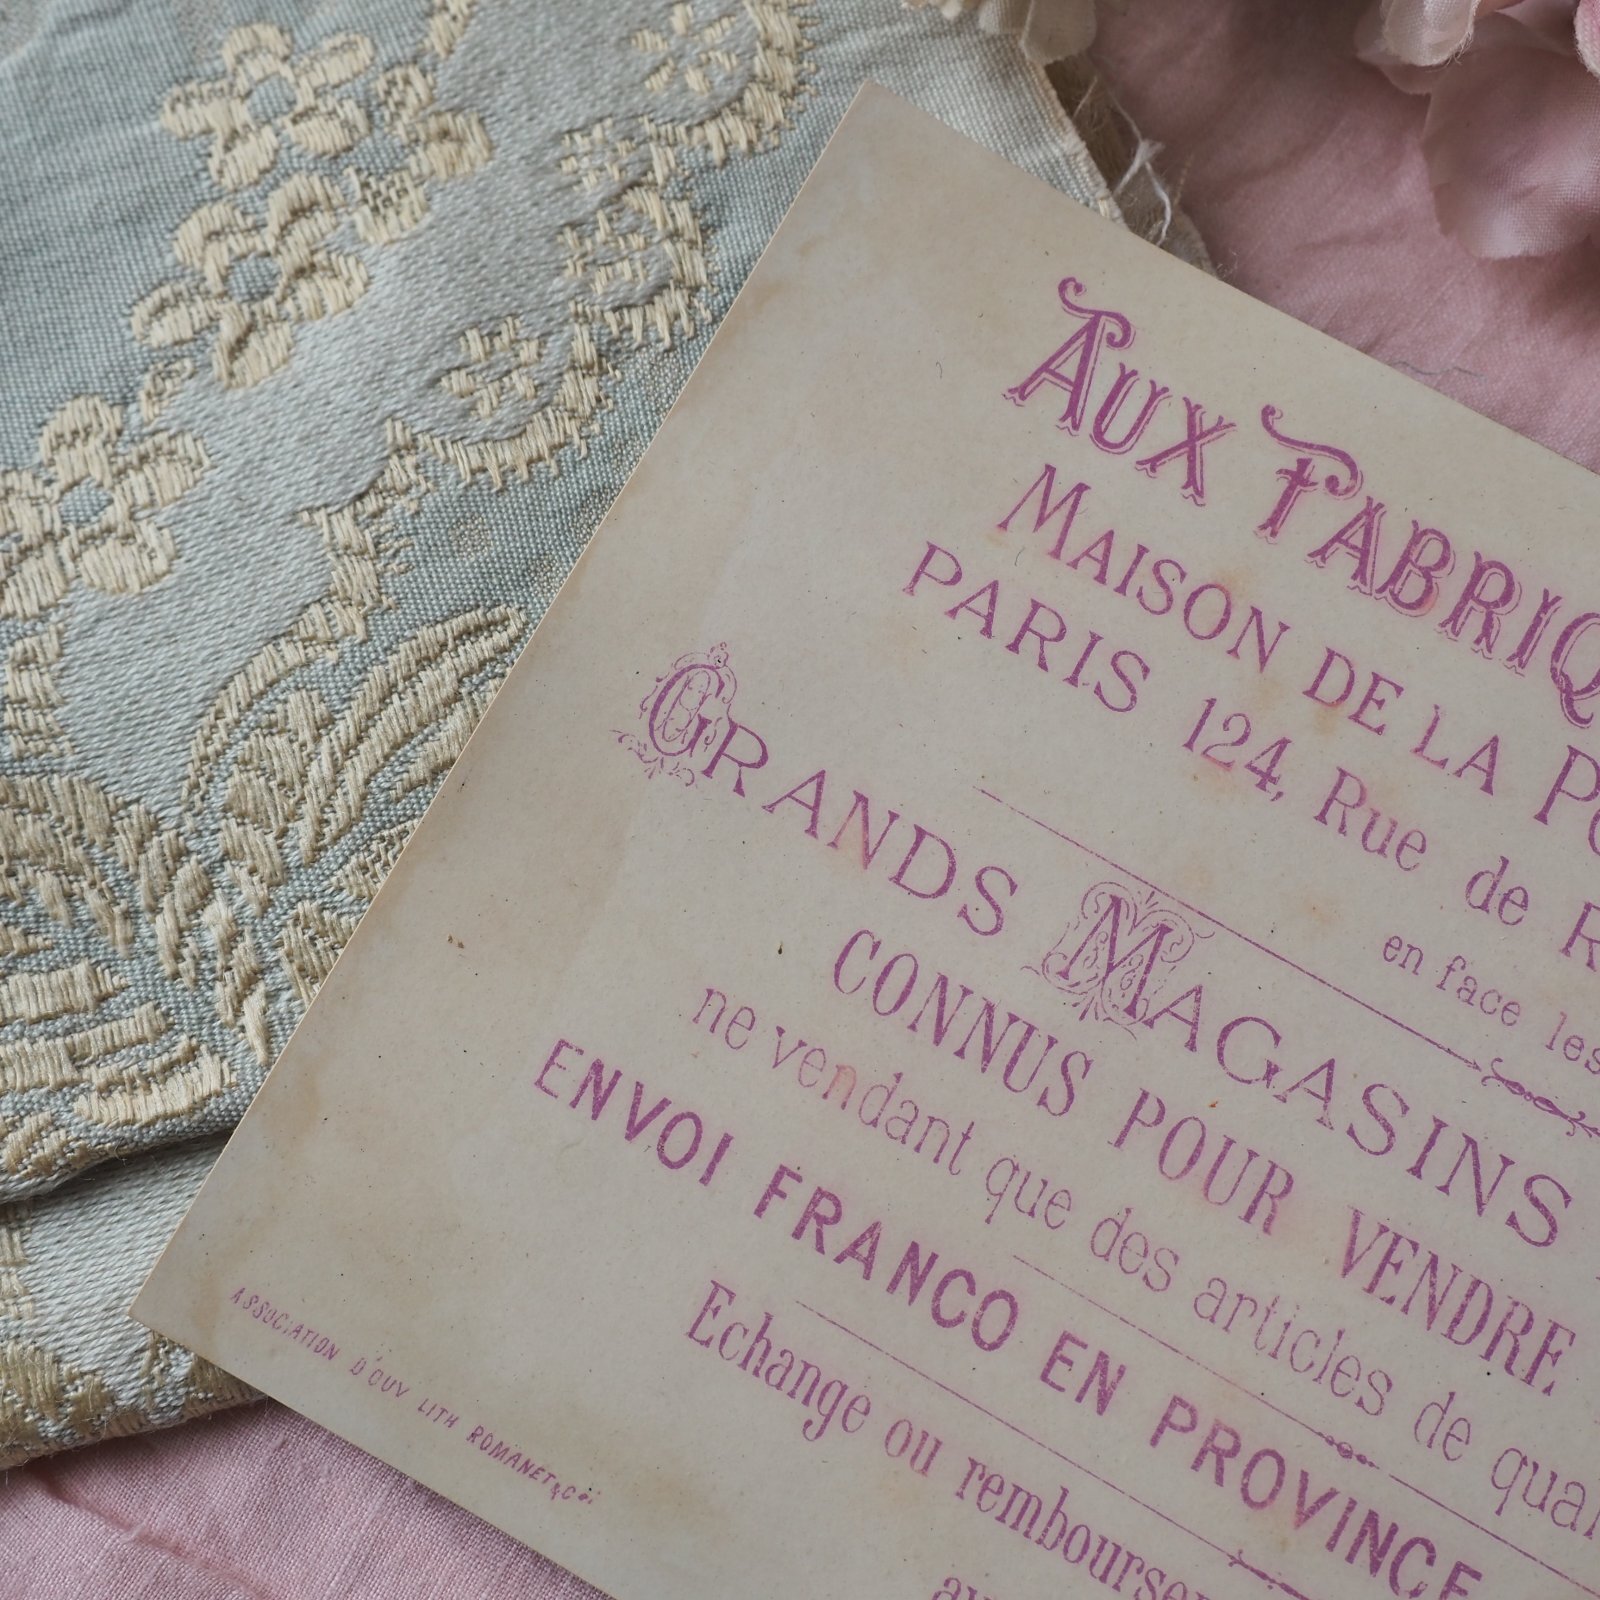 AUX FABRIQ
MAISON DE LA
PARIS 124, Rue de
en face les
GRANDS MAGASINS
CONNUS POUR VENDRE
ne vendant que des articles de qual
ENVOI FRANCO EN PROVINCE
Echange ou
ASSOCIATION D'OUV LITH ROMANET & Cie